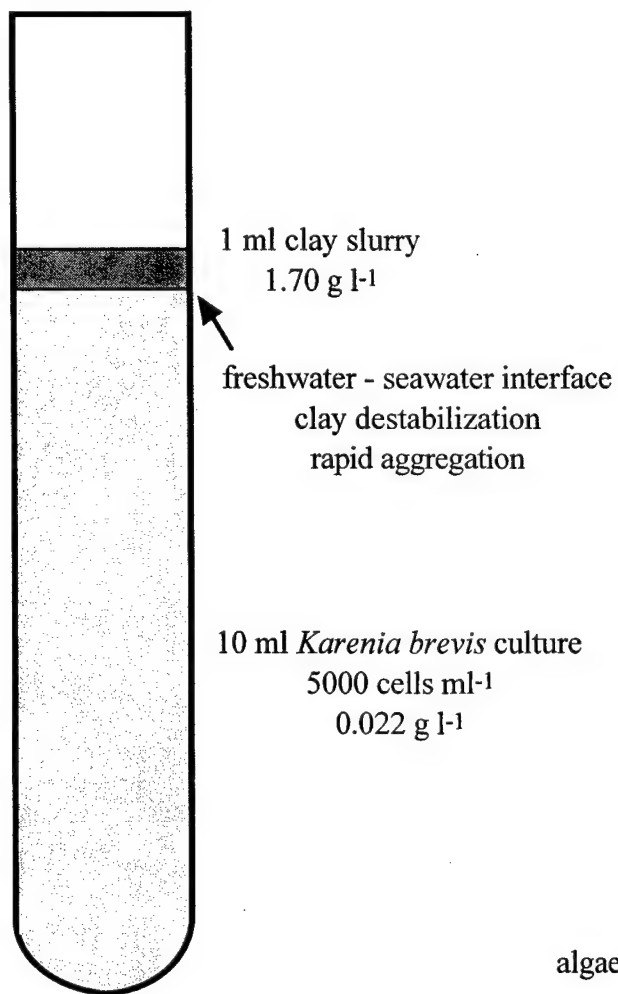 1 ml clay slurry
1.70 g l-1
freshwater - seawater interface
clay destabilization
rapid aggregation
10 ml Karenia brevis culture
5000 cells ml-1
0.022 g l-1
algae